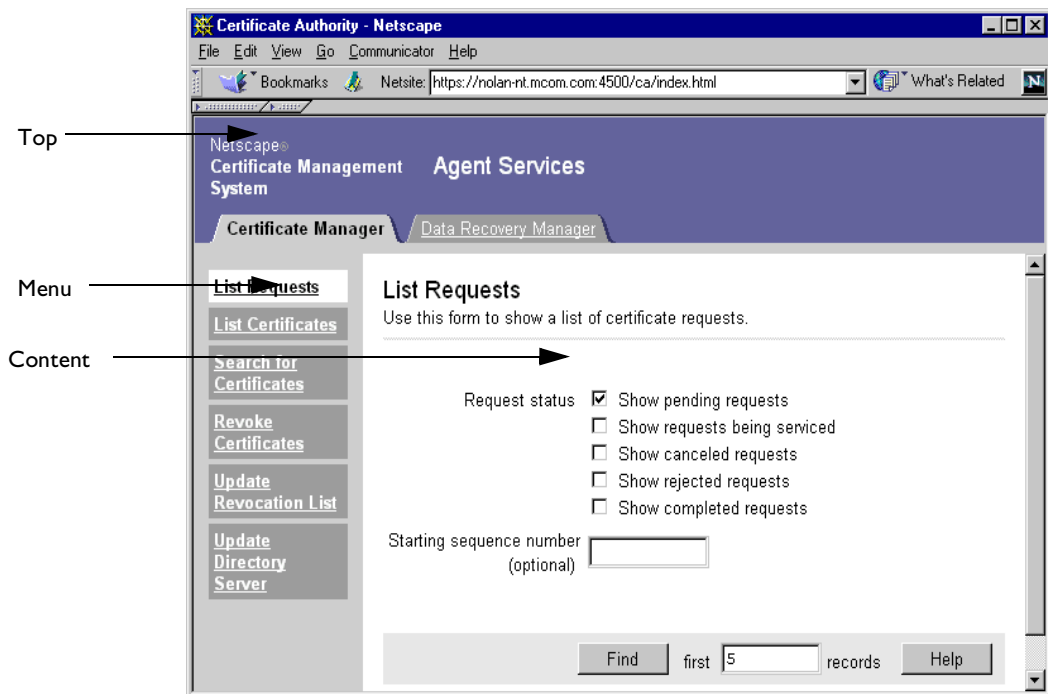 Certificate Authority - Netscape
File Edit View Go Communicator Help
Bookmarks Netsite: https://nolan-nt.mcom.com:4500/ca/index.html What's Related N
Top
Netscape®
Certificate Management
System
Agent Services
Certificate Manager Data Recovery Manager
Menu
List Requests
List Certificates
Search for
Certificates
Revoke
Certificates
Update
Revocation List
Update
Directory
Server
Content
List Requests
Use this form to show a list of certificate requests.
Request status Show pending requests
Show requests being serviced
Show canceled requests
Show rejected requests
Show completed requests
Starting sequence number
(optional)
Find first 5 records Help